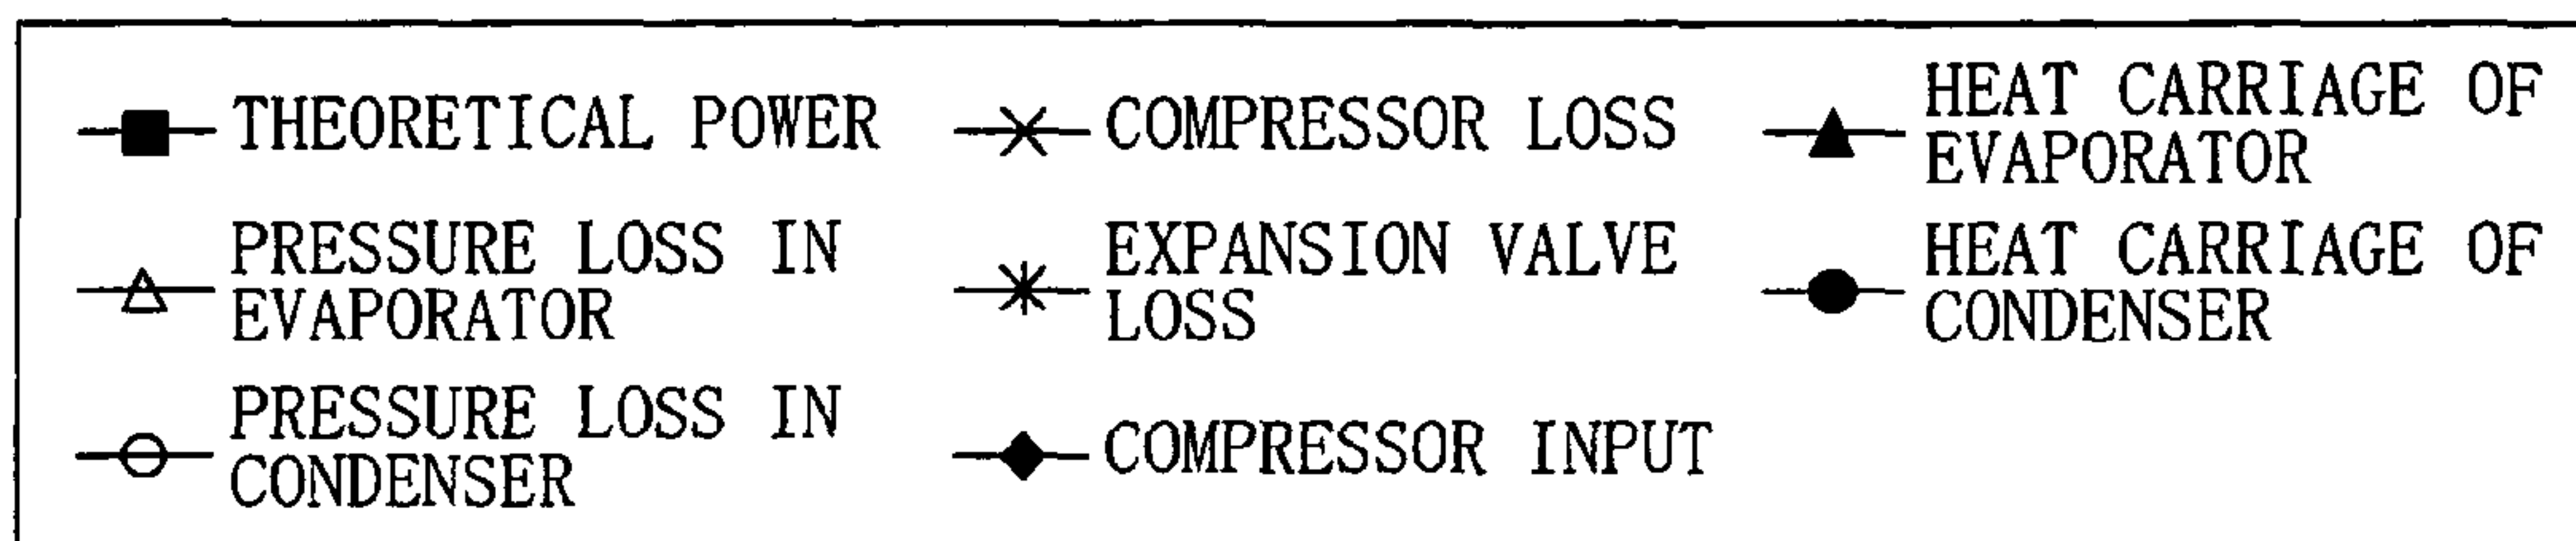 THEORETICAL POWER
PRESSURE LOSS IN
EVAPORATOR
PRESSURE LOSS IN
CONDENSER
COMPRESSOR LOSS
EXPANSION VALVE
LOSS
COMPRESSOR INPUT
HEAT CARRIAGE OF
EVAPORATOR
HEAT CARRIAGE OF
CONDENSER